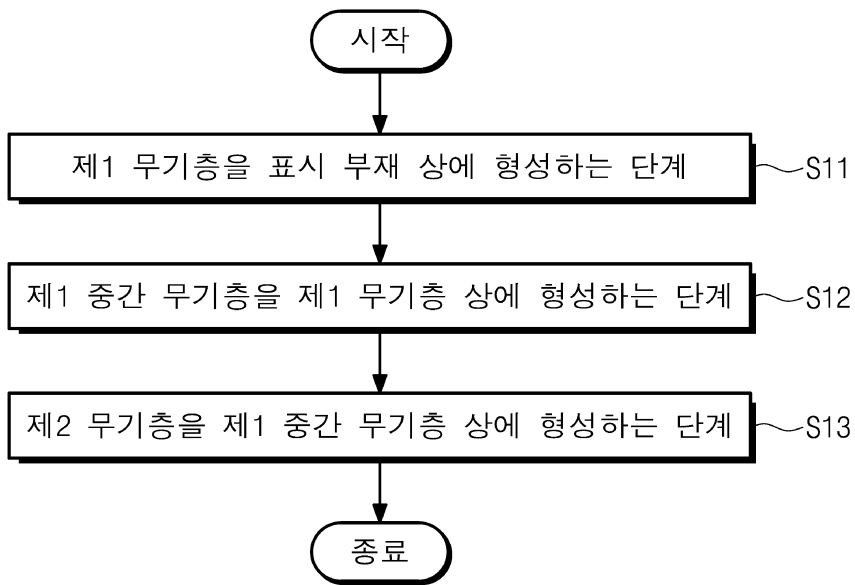 시작
제1 무기층을 표시 부재 상에 형성하는 단계
S11
제1 중간 무기층을 제1 무기층 상에 형성하는 단계
S12
제2 무기층을 제1 중간 무기층 상에 형성하는 단계
S13
종료